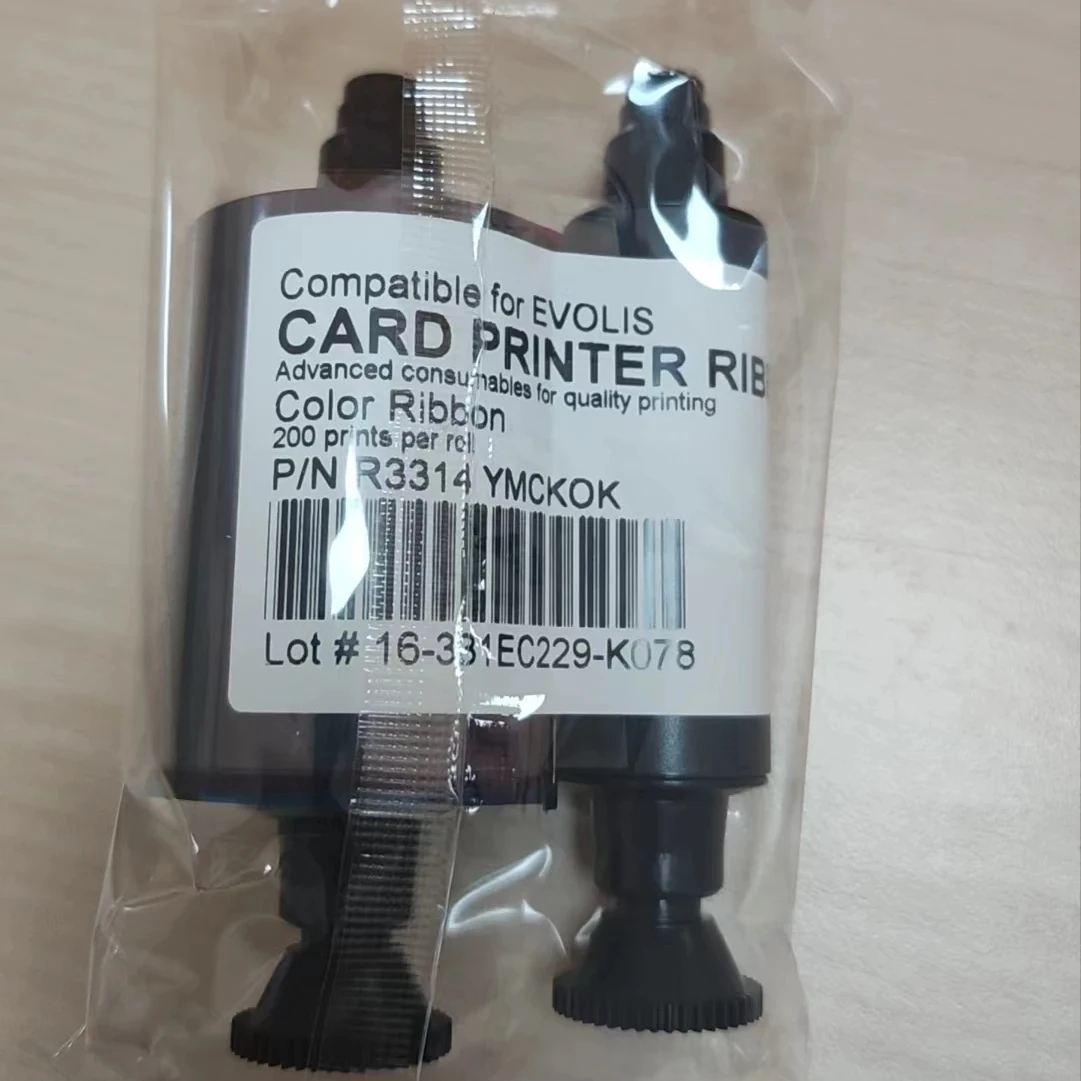 Compatible for EVOLIS
CARD PRINTER RIB
Advanced consumables for quality printing
Color Ribbon
200 prints per roll
P/N R3314 YMCKOK
Lot # 16-331EC229-K078